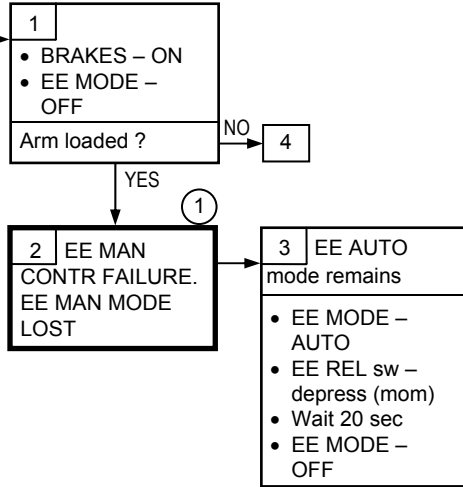 1
• BRAKES – ON
• EE MODE –
OFF
Arm loaded ?
NO
4
YES
1
2 EE MAN
CONTR FAILURE.
EE MAN MODE
LOST
3 EE AUTO
mode remains
• EE MODE –
AUTO
• EE REL sw –
depress (mom)
• Wait 20 sec
• EE MODE –
OFF